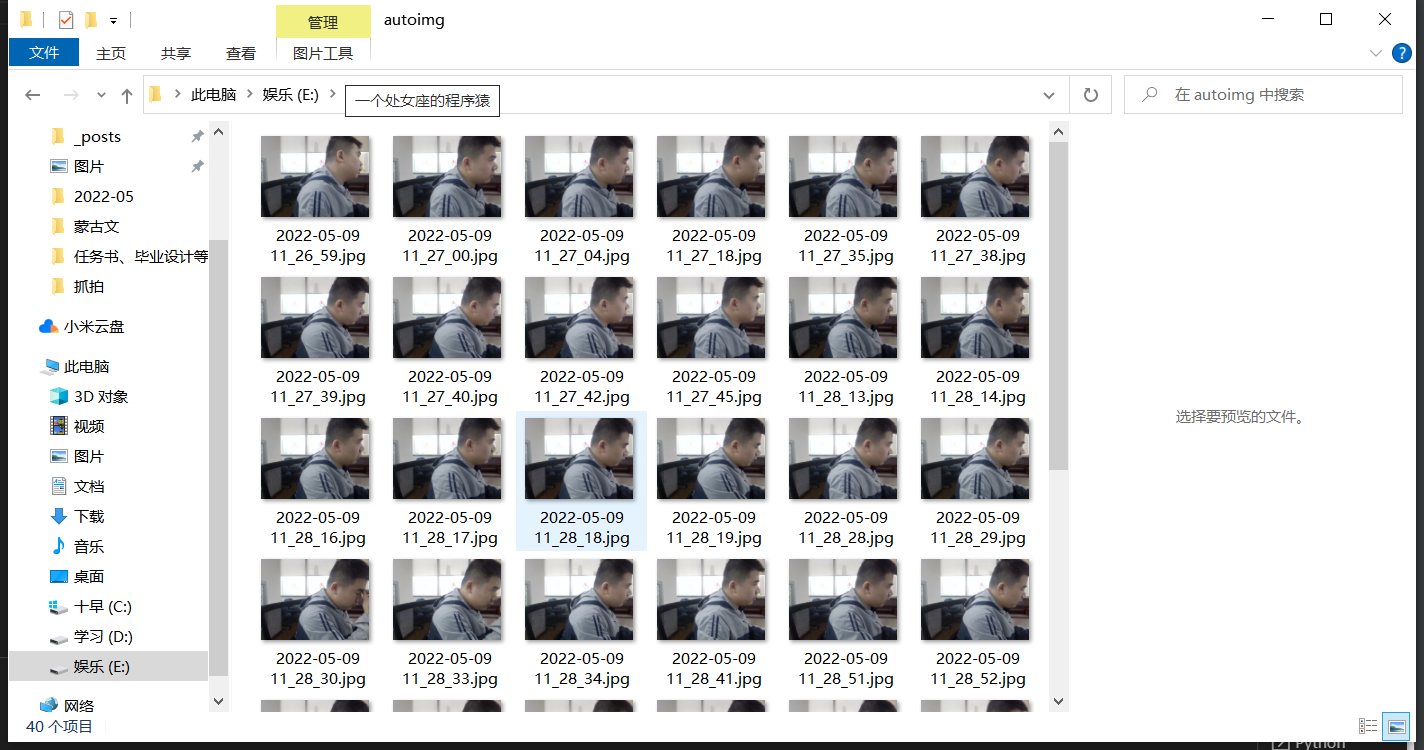 管理
autoimg
文件
主页
共享
查看
图片工具
此电脑
娱乐 (E:)
一个处女座的程序猿
在 autoimg 中搜索
_posts
图片
2022-05
蒙古文
任务书、毕业设计等
抓拍
小米云盘
此电脑
3D 对象
视频
图片
文档
下载
音乐
桌面
十早 (C:)
学习 (D:)
娱乐 (E:)
网络
2022-05-09
11_26_59.jpg
2022-05-09
11_27_00.jpg
2022-05-09
11_27_04.jpg
2022-05-09
11_27_18.jpg
2022-05-09
11_27_35.jpg
2022-05-09
11_27_38.jpg
2022-05-09
11_27_39.jpg
2022-05-09
11_27_40.jpg
2022-05-09
11_27_42.jpg
2022-05-09
11_27_45.jpg
2022-05-09
11_28_13.jpg
2022-05-09
11_28_14.jpg
2022-05-09
11_28_16.jpg
2022-05-09
11_28_17.jpg
2022-05-09
11_28_18.jpg
2022-05-09
11_28_19.jpg
2022-05-09
11_28_28.jpg
2022-05-09
11_28_29.jpg
2022-05-09
11_28_30.jpg
2022-05-09
11_28_33.jpg
2022-05-09
11_28_34.jpg
2022-05-09
11_28_41.jpg
2022-05-09
11_28_51.jpg
2022-05-09
11_28_52.jpg
选择要预览的文件。
40 个项目
Python